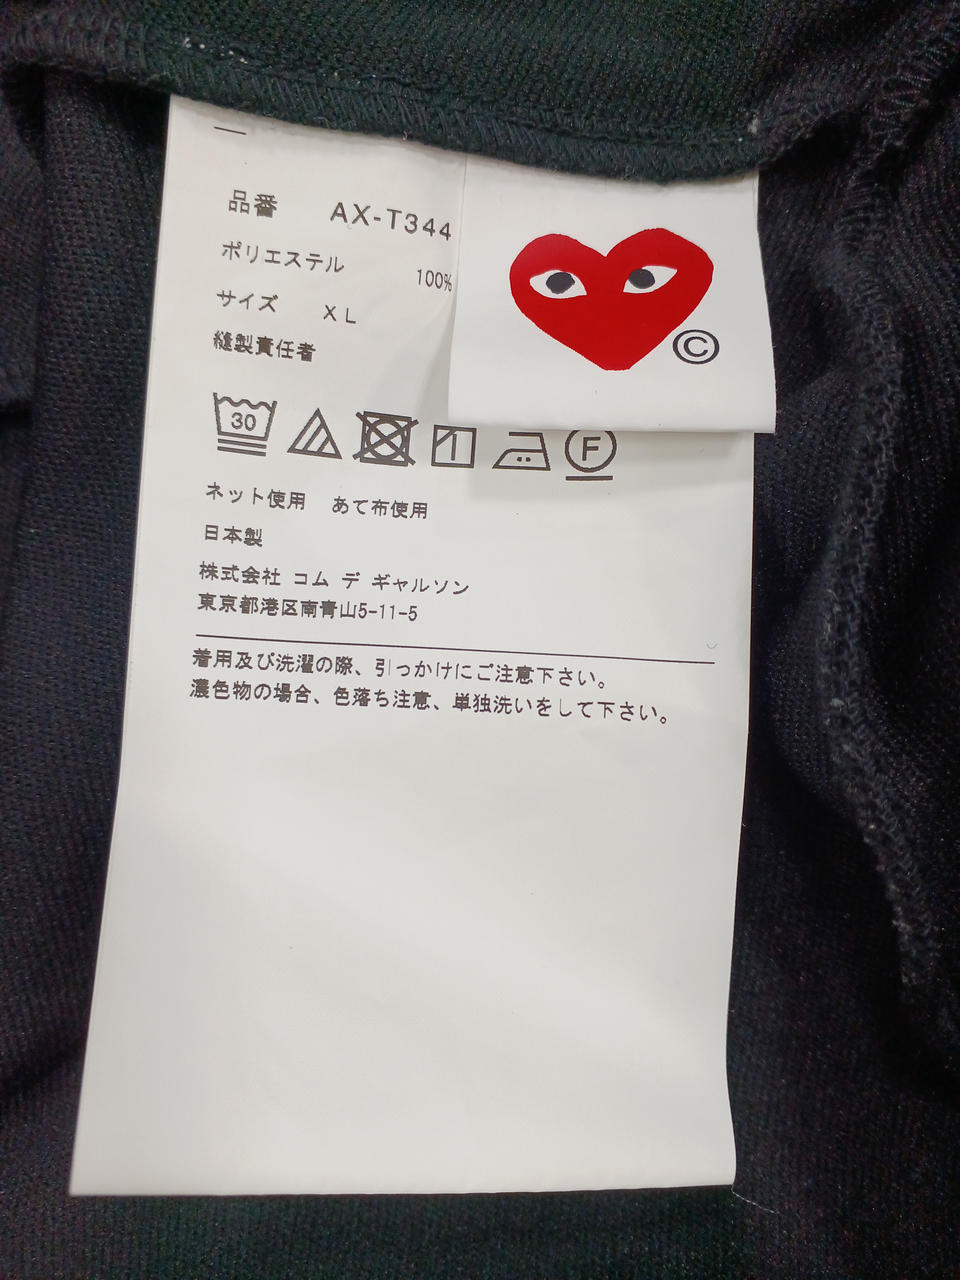 品番 AX-T344
ポリエステル 100%
サイズ XL
縫製責任者
30
F
ネット使用 あて布使用
日本製
株式会社 コム デ ギャルソン
東京都港区南青山5-11-5
着用及び洗濯の際、引っかけにご注意下さい。
濃色物の場合、色落ち注意、単独洗いをして下さい。
©